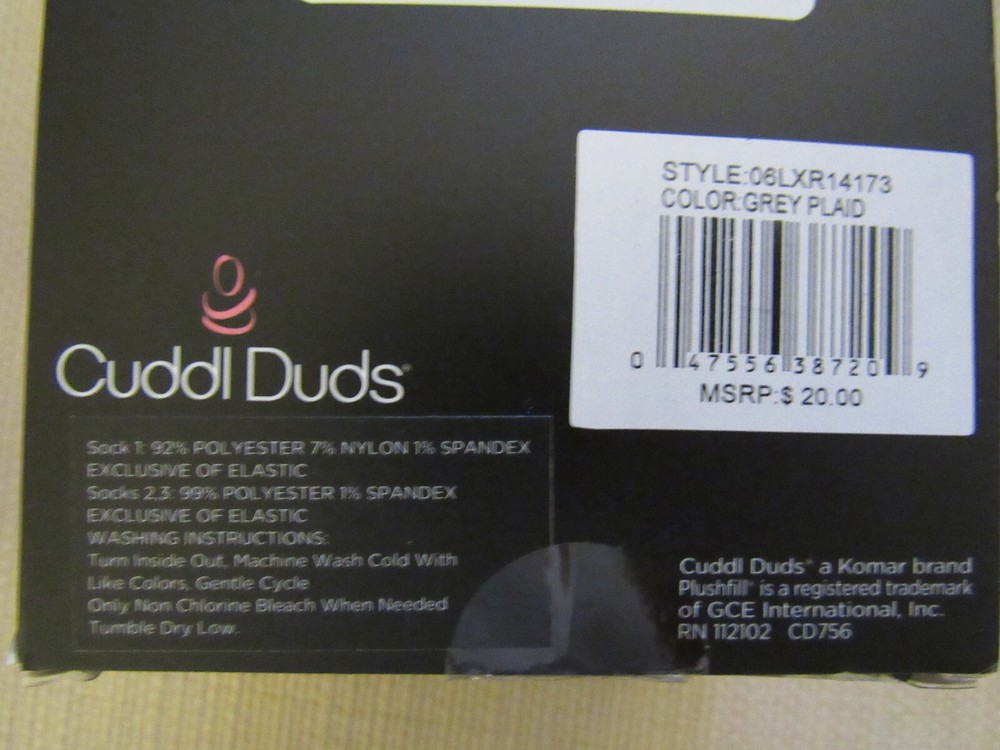 STYLE:06LXR14173
COLOR:GREY PLAID
0 47556 38720 9
MSRP:$ 20.00
Cuddl Duds®
Sock 1: 92% POLYESTER 7% NYLON 1% SPANDEX
EXCLUSIVE OF ELASTIC
Socks 2,3: 99% POLYESTER 1% SPANDEX
EXCLUSIVE OF ELASTIC
WASHING INSTRUCTIONS:
Turn Inside Out, Machine Wash Cold With
Like Colors, Gentle Cycle
Only Non Chlorine Bleach When Needed
Tumble Dry Low.
Cuddl Duds® a Komar brand
Plushfill® is a registered trademark
of GCE International, Inc.
RN 112102 CD756